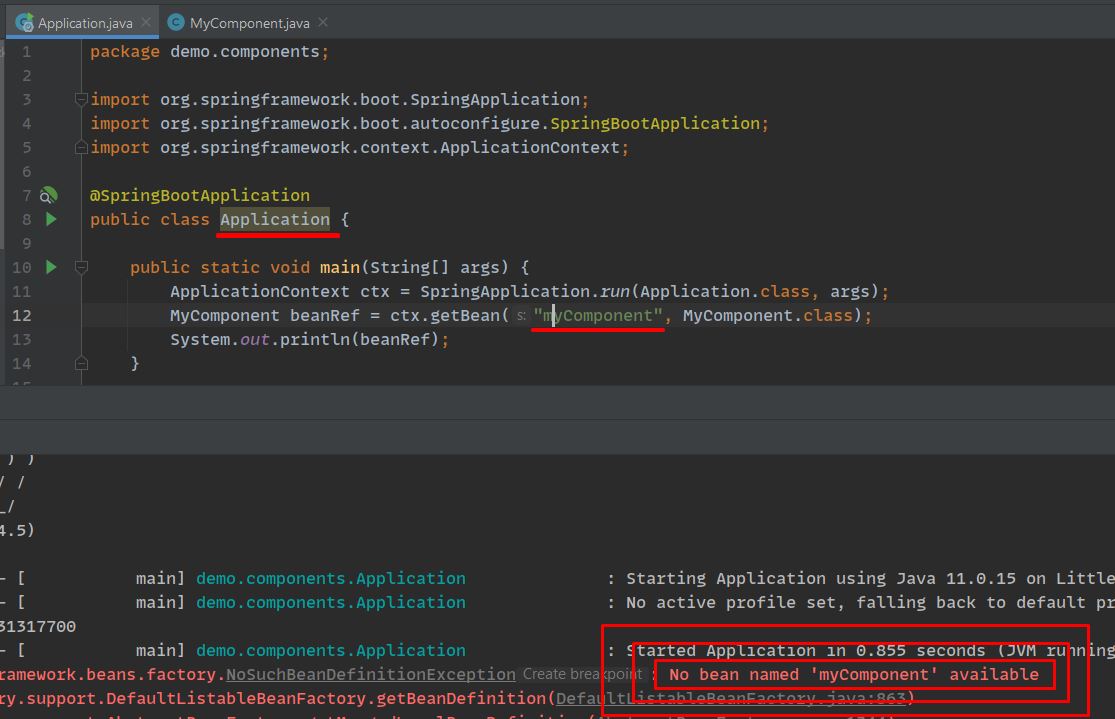 Application.java × MyComponent.java ×
1 package demo.components;
2
3 import org.springframework.boot.SpringApplication;
4 import org.springframework.boot.autoconfigure.SpringBootApplication;
5 import org.springframework.context.ApplicationContext;
6
7 @SpringBootApplication
8 public class Application {
9
10 public static void main(String[] args) {
11 ApplicationContext ctx = SpringApplication.run(Application.class, args);
12 MyComponent beanRef = ctx.getBean( s: "myComponent", MyComponent.class);
13 System.out.println(beanRef);
14 }
) )
/ /
_/
4.5)
- [ main] demo.components.Application : Starting Application using Java 11.0.15 on Little
- [ main] demo.components.Application : No active profile set, falling back to default pr
31317700
- [ main] demo.components.Application : Started Application in 0.855 seconds (JVM running
ramework.beans.factory.NoSuchBeanDefinitionException Create breakpoint : No bean named 'myComponent' available
ry.support.DefaultListableBeanFactory.getBeanDefinition(DefaultListableBeanFactory.java:863)